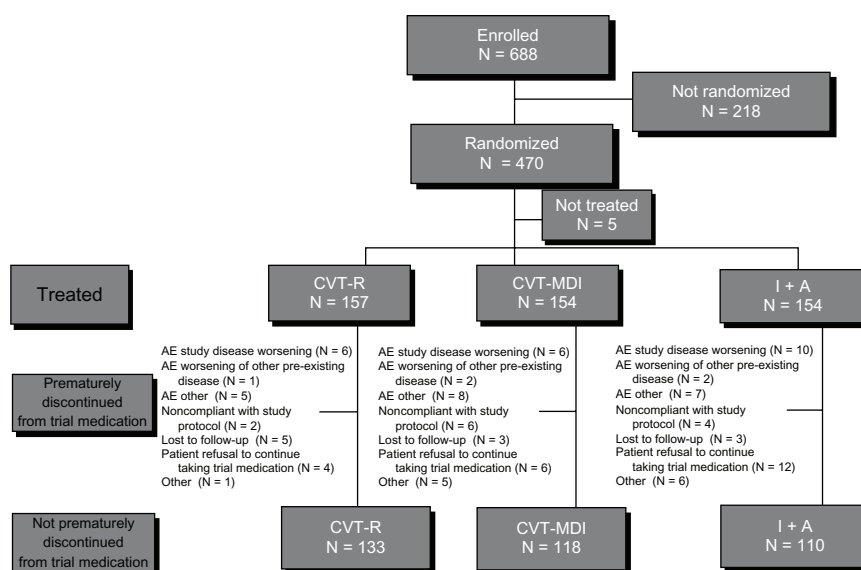 Enrolled
N = 688
Not randomized
N = 218
Randomized
N = 470
Not treated
N = 5
Treated
CVT-R
N = 157
CVT-MDI
N = 154
I + A
N = 154
Prematurely
discontinued
from trial medication
AE study disease worsening (N = 6)
AE worsening of other pre-existing
disease (N = 1)
AE other (N = 5)
Noncompliant with study
protocol (N = 2)
Lost to follow-up (N = 5)
Patient refusal to continue
taking trial medication (N = 4)
Other (N = 1)
AE study disease worsening (N = 6)
AE worsening of other pre-existing
disease (N = 2)
AE other (N = 8)
Noncompliant with study
protocol (N = 6)
Lost to follow-up (N = 3)
Patient refusal to continue
taking trial medication (N = 6)
Other (N = 5)
AE study disease worsening (N = 10)
AE worsening of other pre-existing
disease (N = 2)
AE other (N = 7)
Noncompliant with study
protocol (N = 4)
Lost to follow-up (N = 3)
Patient refusal to continue
taking trial medication (N = 12)
Other (N = 6)
Not prematurely
discontinued
from trial medication
CVT-R
N = 133
CVT-MDI
N = 118
I + A
N = 110